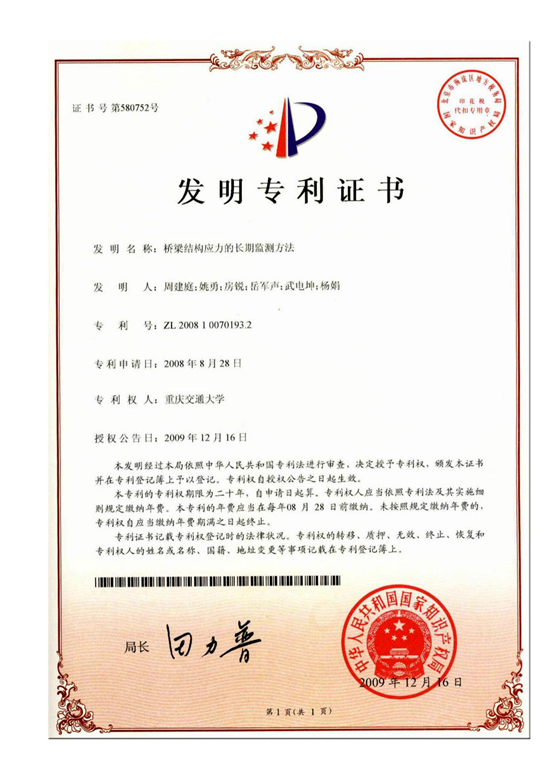 证书号第580752号
印花税
代扣专用章
国家知识产权局
发明专利证书
发明名称：桥梁结构应力的长期监测方法
发明人：周建庭;姚勇;房锐;岳军声;武电坤;杨娟
专利号：ZL 2008 1 0070193.2
专利申请日：2008年8月28日
专利权人：重庆交通大学
授权公告日：2009年12月16日
本发明经过本局依照中华人民共和国专利法进行审查，决定授予专利权，颁发本证书
并在专利登记簿上予以登记。专利权自授权公告之日起生效。
本专利的专利权期限为二十年，自申请日起算。专利权人应当依照专利法及其实施细
则规定缴纳年费。本专利的年费应当在每年08月28日前缴纳。未按照规定缴纳年费的，
专利权自应当缴纳年费期满之日起终止。
专利证书记载专利权登记时的法律状况。专利权的转移、质押、无效、终止、恢复和
专利权人的姓名或名称、国籍、地址变更等事项记载在专利登记簿上。
局长 田力普
中华人民共和国国家知识产权局
2009年12月16日
第1页(共1页)